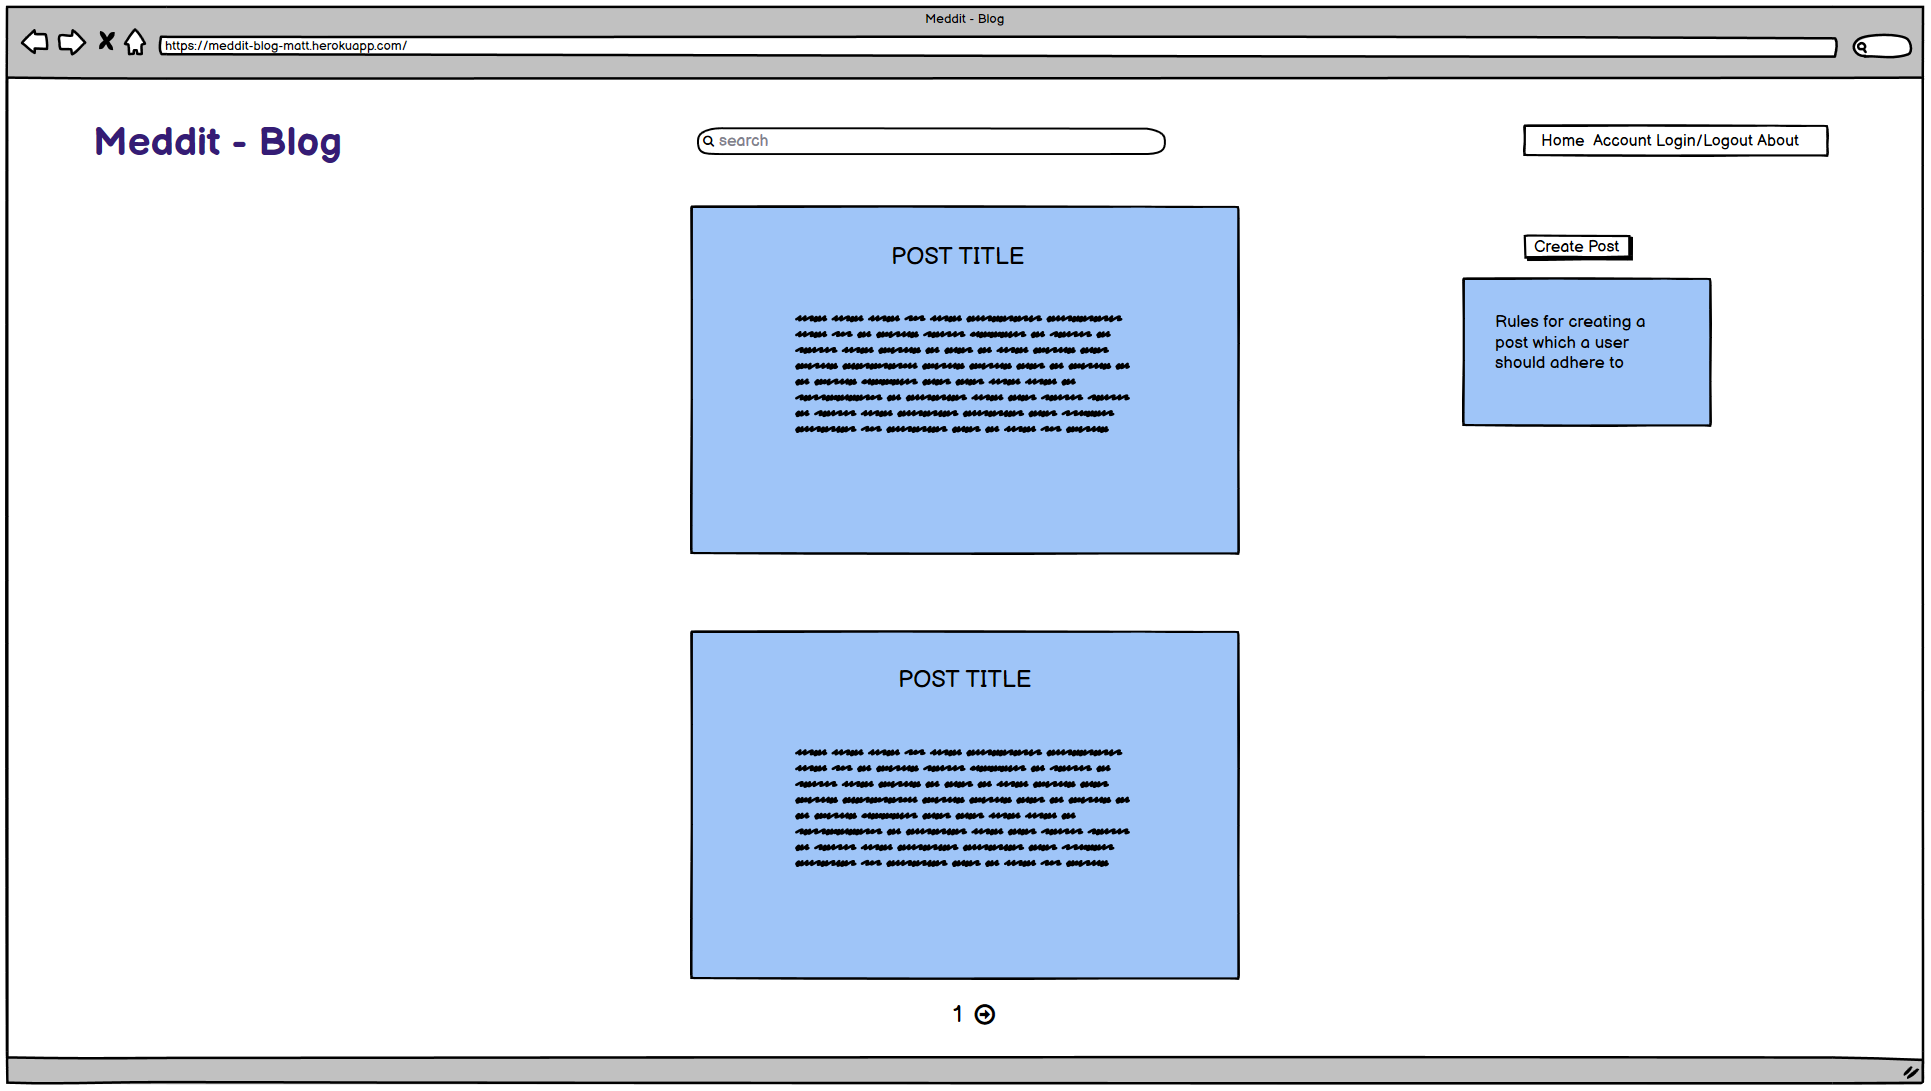 Meddit - Blog
https://meddit-blog-matt.herokuapp.com/
Meddit - Blog
search
Home Account Login/Logout About
POST TITLE
Create Post
Rules for creating a
post which a user
should adhere to
POST TITLE
1